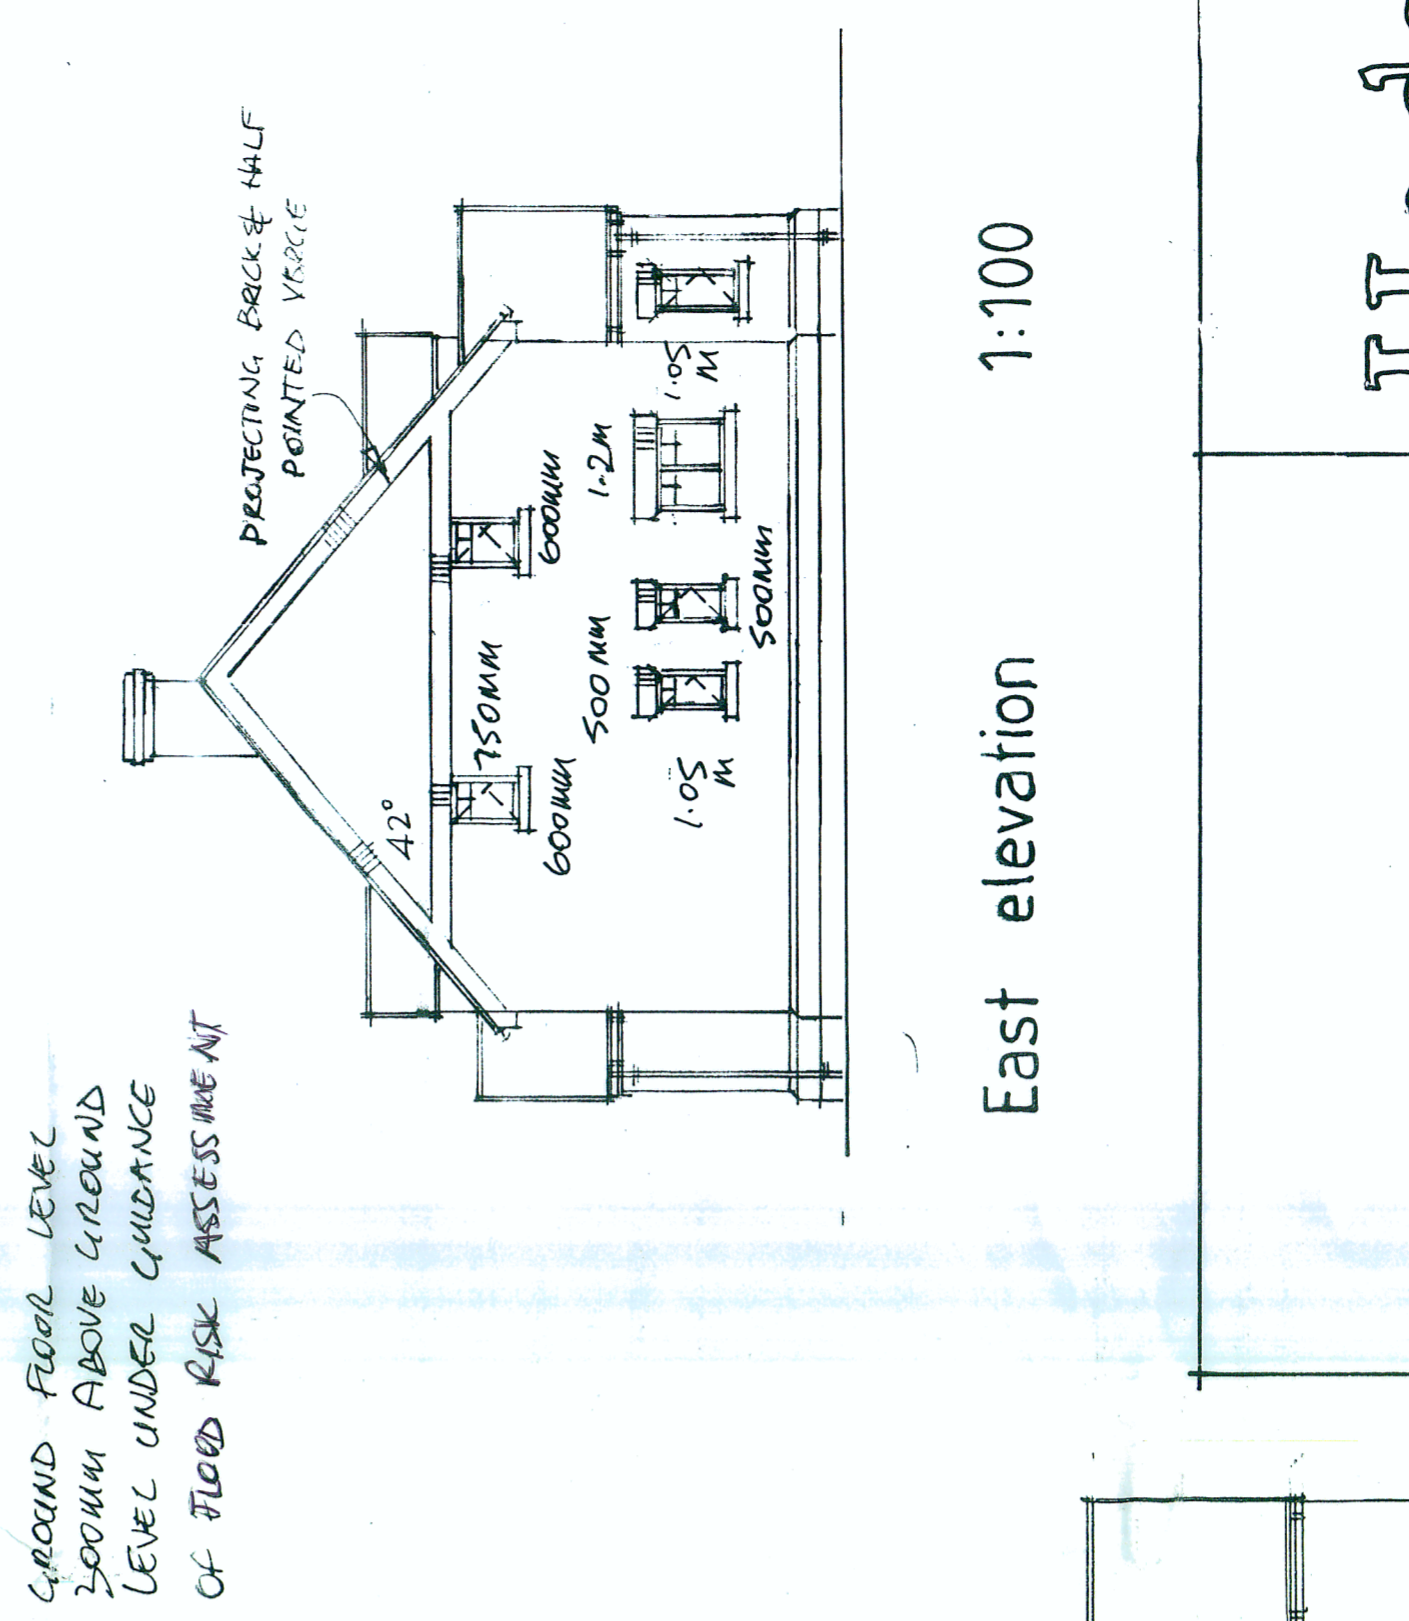 GROUND FLOOR LEVEL
300MM ABOVE GROUND
LEVEL UNDER GUIDANCE
OF FLOOD RISK ASSESSMENT
PROJECTING BRICK & HALF
POINTED VERGE
42°
750MM
600MM
600MM
500MM
1.2M
1.05
M
1.05
M
500MM
East elevation 1:100